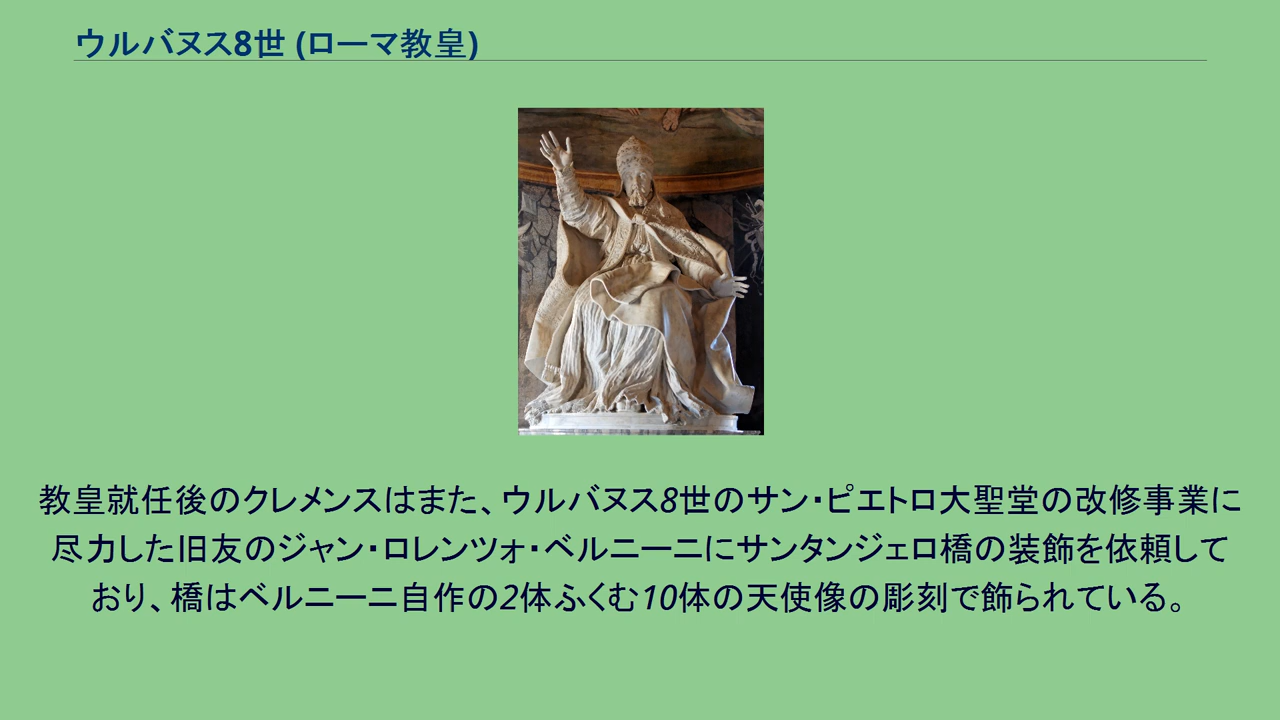 ウルバヌス8世 (ローマ教皇)
教皇就任後のクレメンスはまた、ウルバヌス8世のサン・ピエトロ大聖堂の改修事業に
尽力した旧友のジャン・ロレンツォ・ベルニーニにサンタンジェロ橋の装飾を依頼して
おり、橋はベルニーニ自作の2体ふくむ10体の天使像の彫刻で飾られている。